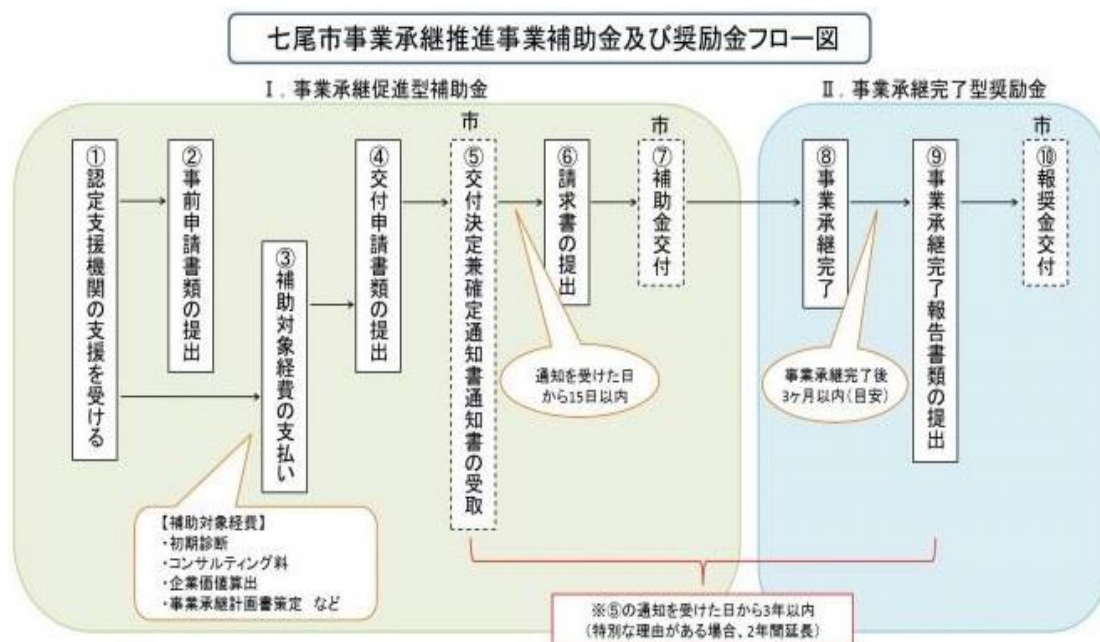 七尾市事業承継推進事業補助金及び奨励金フロー図
Ⅰ．事業承継促進型補助金
Ⅱ．事業承継完了型奨励金
①認定支援機関の支援を受ける
②事前申請書類の提出
③補助対象経費の支払い
④交付申請書類の提出
市
⑤交付決定兼確定通知書通知書の受取
⑥請求書の提出
市
⑦補助金交付
⑧事業承継完了
⑨事業承継完了報告書類の提出
市
⑩報奨金交付
通知を受けた日
から15日以内
事業承継完了後
3ヶ月以内（目安）
【補助対象経費】
・初期診断
・コンサルティング料
・企業価値算出
・事業承継計画書策定　など
※⑤の通知を受けた日から3年以内
（特別な理由がある場合、2年間延長）